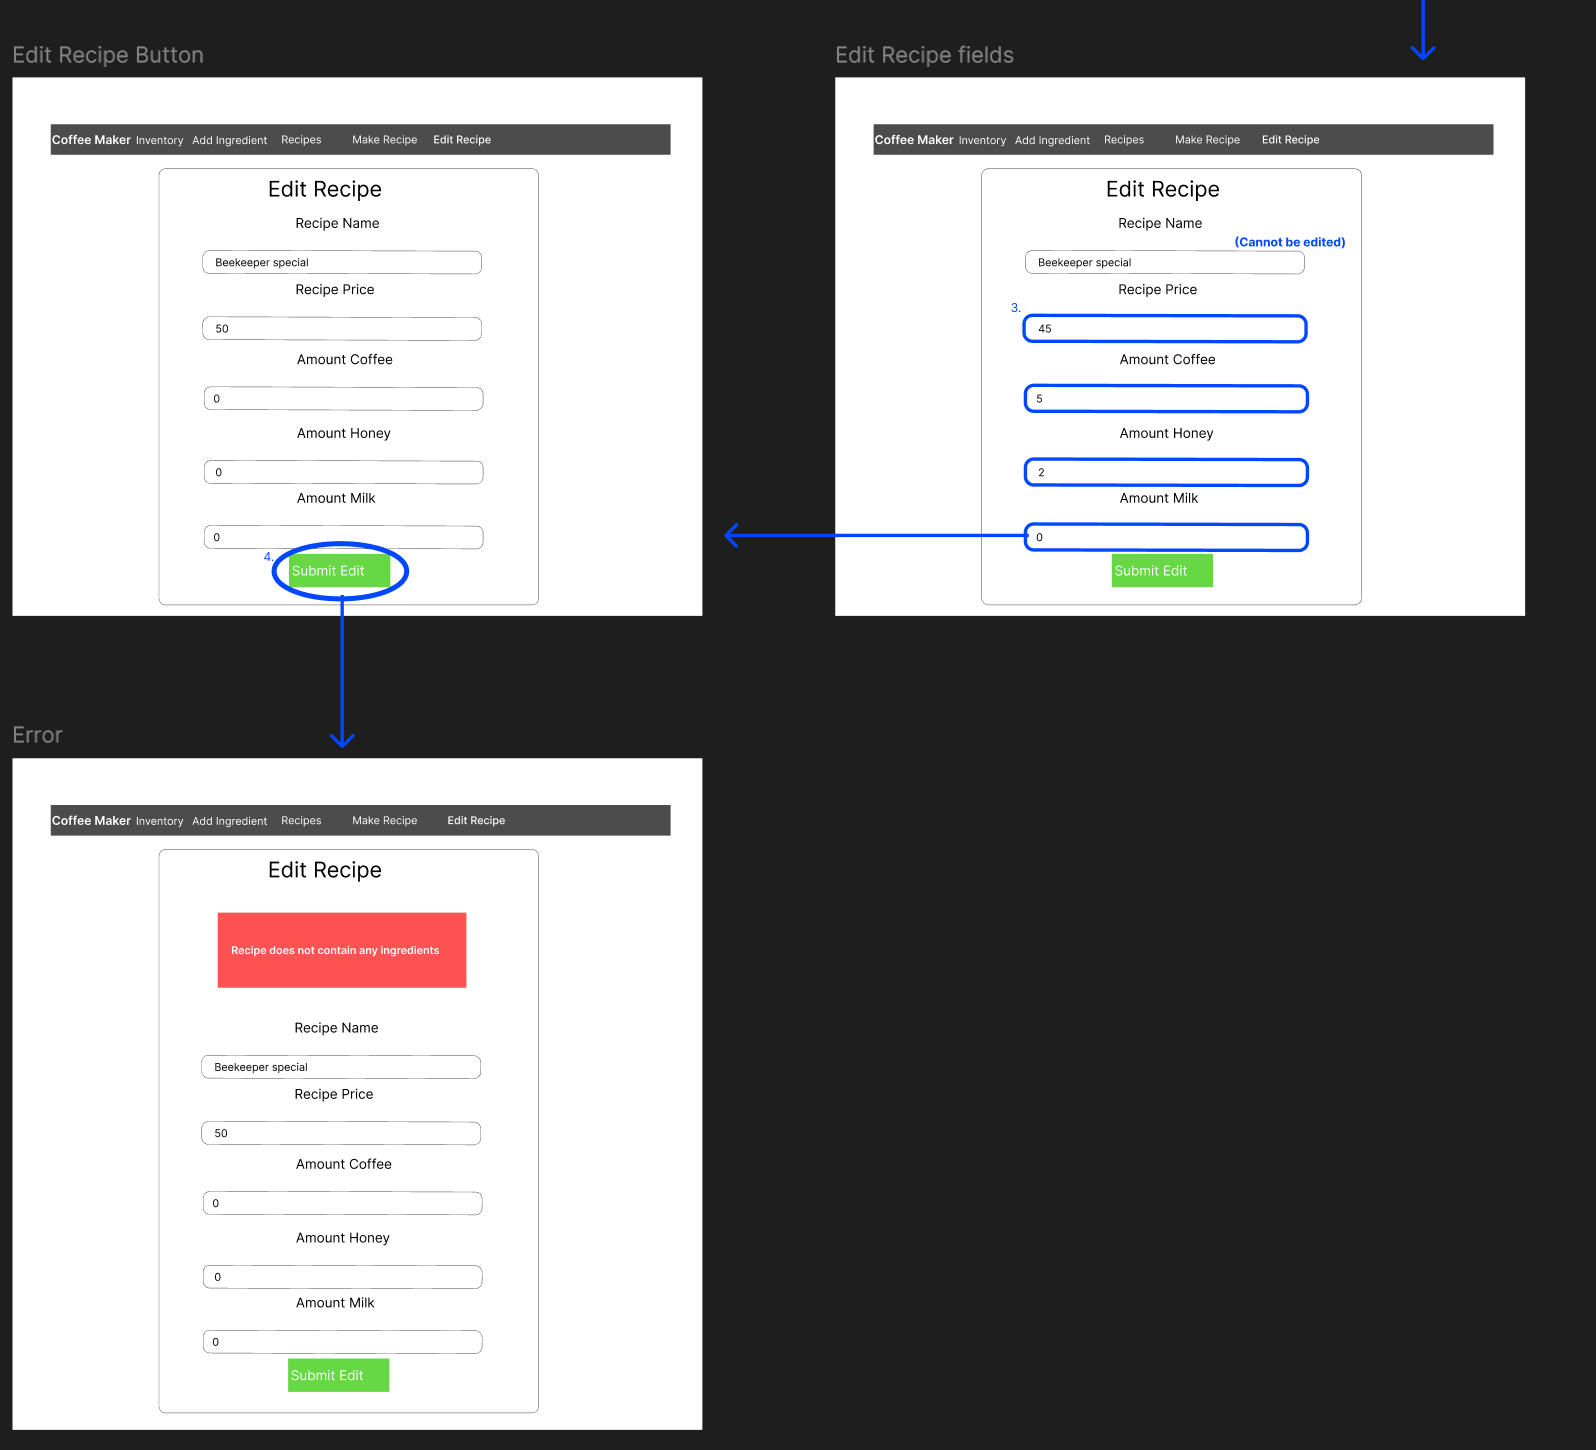 Edit Recipe Button
Coffee Maker Inventory Add Ingredient Recipes Make Recipe Edit Recipe
Edit Recipe
Recipe Name
Beekeeper special
Recipe Price
50
Amount Coffee
0
Amount Honey
0
Amount Milk
0
4.
Submit Edit
Edit Recipe fields
Coffee Maker Inventory Add Ingredient Recipes Make Recipe Edit Recipe
Edit Recipe
Recipe Name
(Cannot be edited)
Beekeeper special
Recipe Price
3.
45
Amount Coffee
5
Amount Honey
2
Amount Milk
0
Submit Edit
Error
Coffee Maker Inventory Add Ingredient Recipes Make Recipe Edit Recipe
Edit Recipe
Recipe does not contain any ingredients
Recipe Name
Beekeeper special
Recipe Price
50
Amount Coffee
0
Amount Honey
0
Amount Milk
0
Submit Edit